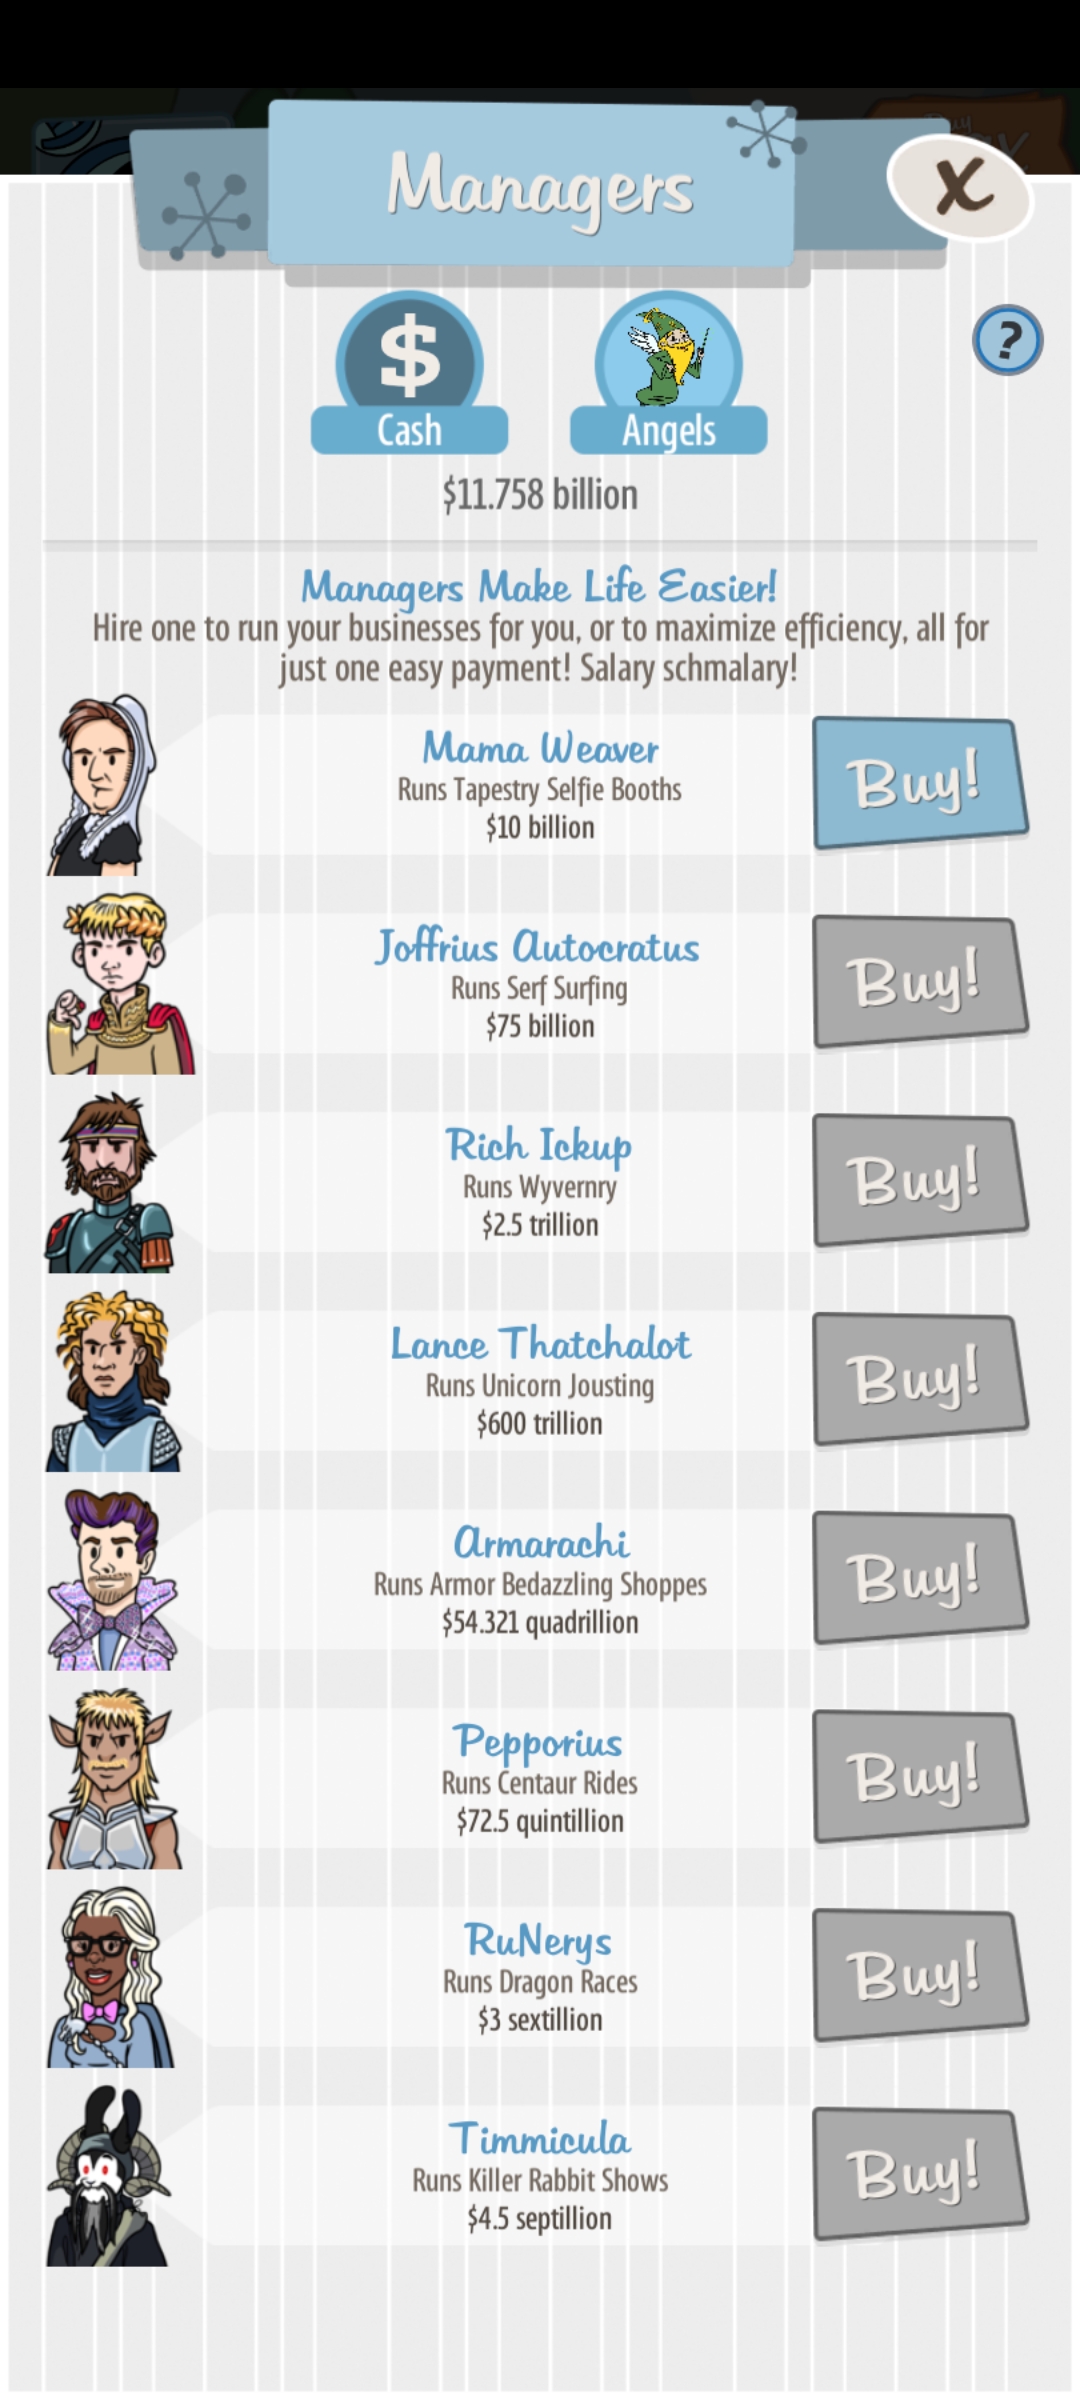 Managers
X
$
Cash
Angels
?
$11.758 billion
Managers Make Life Easier!
Hire one to run your businesses for you, or to maximize efficiency, all for
just one easy payment! Salary schmalary!
Mama Weaver
Runs Tapestry Selfie Booths
$10 billion
Buy!
Joffrius Autocratus
Runs Serf Surfing
$75 billion
Buy!
Rich Ickup
Runs Wyvernry
$2.5 trillion
Buy!
Lance Thatchalot
Runs Unicorn Jousting
$600 trillion
Buy!
Armarachi
Runs Armor Bedazzling Shoppes
$54.321 quadrillion
Buy!
Pepporius
Runs Centaur Rides
$72.5 quintillion
Buy!
RuNerys
Runs Dragon Races
$3 sextillion
Buy!
Timmicula
Runs Killer Rabbit Shows
$4.5 septillion
Buy!